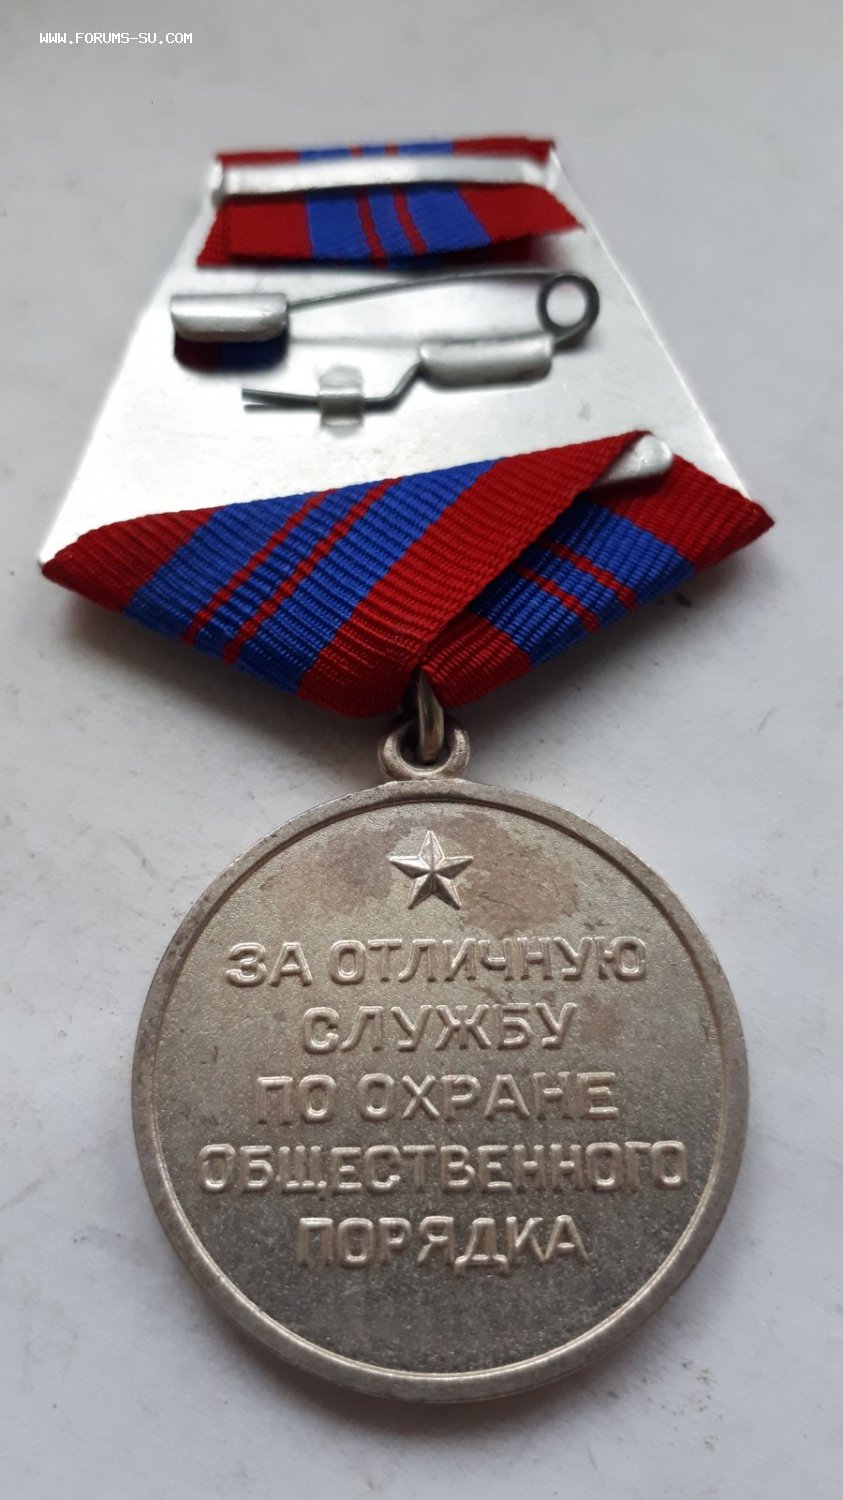 WWW.FORUMS-SU.COM
ЗА ОТЛИЧНУЮ
СЛУЖБУ
ПО ОХРАНЕ
ОБЩЕСТВЕННОГО
ПОРЯДКА